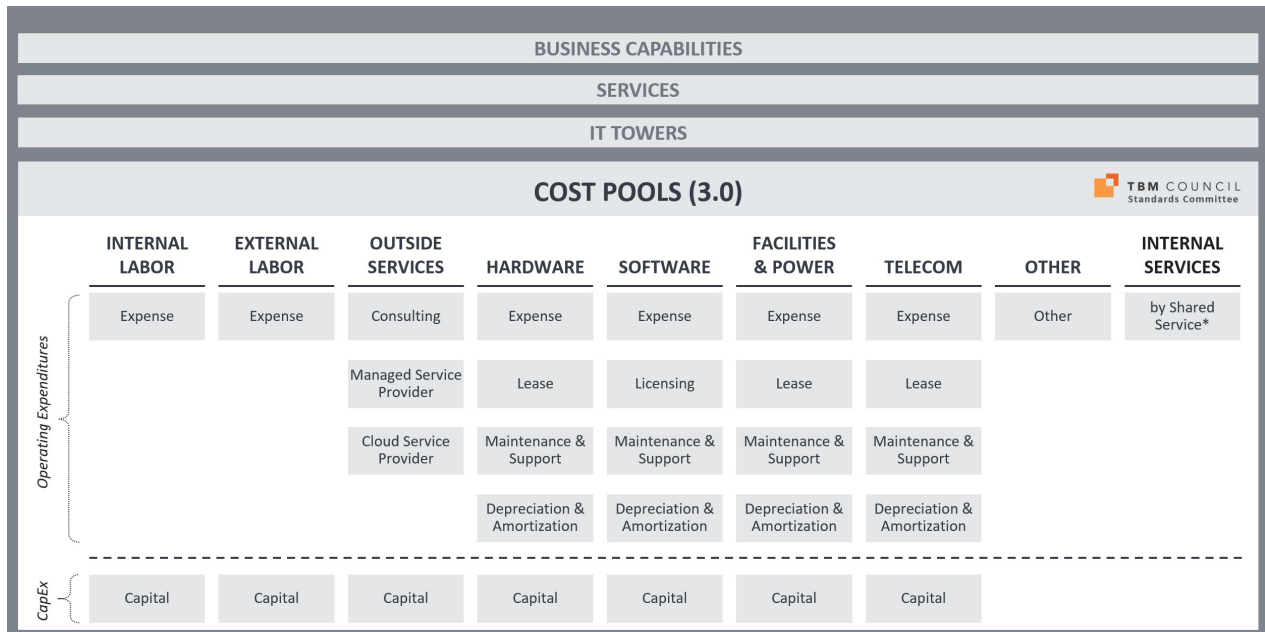 BUSINESS CAPABILITIES
SERVICES
IT TOWERS
COST POOLS (3.0)
TBM COUNCIL
Standards Committee
INTERNAL
LABOR
EXTERNAL
LABOR
OUTSIDE
SERVICES
HARDWARE
SOFTWARE
FACILITIES
& POWER
TELECOM
OTHER
INTERNAL
SERVICES
Operating Expenditures
Expense
Expense
Consulting
Expense
Expense
Expense
Expense
Other
by Shared
Service*
Managed Service
Provider
Lease
Licensing
Lease
Lease
Cloud Service
Provider
Maintenance &
Support
Maintenance &
Support
Maintenance &
Support
Maintenance &
Support
Depreciation &
Amortization
Depreciation &
Amortization
Depreciation &
Amortization
Depreciation &
Amortization
CapEx
Capital
Capital
Capital
Capital
Capital
Capital
Capital